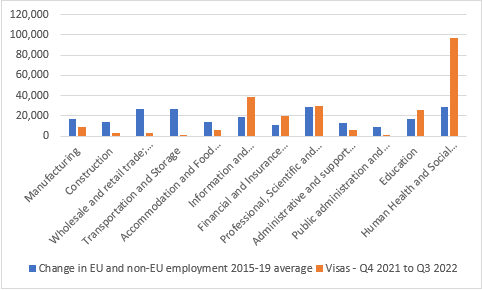 120,000
100,000
80,000
60,000
40,000
20,000
0
Manufacturing
Construction
Wholesale and retail trade;...
Transportation and Storage
Accommodation and Food...
Information and...
Financial and Insurance...
Professional, Scientific and...
Administrative and support...
Public administration and...
Education
Human Health and Social...
Change in EU and non-EU employment 2015-19 average
Visas - Q4 2021 to Q3 2022